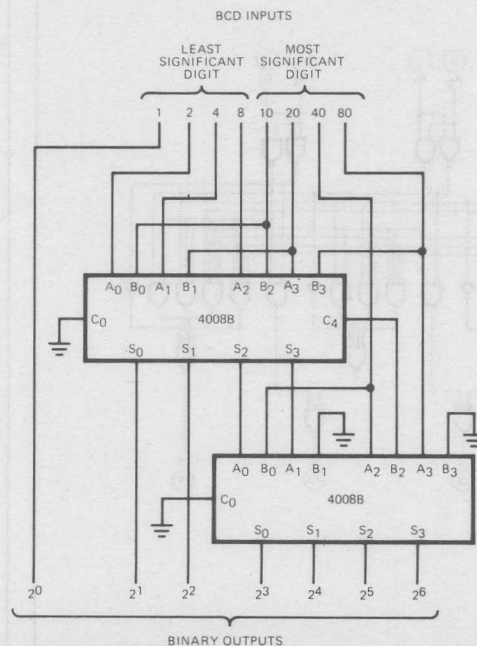 BCD INPUTS
LEAST SIGNIFICANT DIGIT
MOST SIGNIFICANT DIGIT
1 2 4 8 10 20 40 80
A0 B0 A1 B1 A2 B2 A3 B3
C0 4008B C4
S0 S1 S2 S3
A0 B0 A1 B1 A2 B2 A3 B3
C0 4008B
S0 S1 S2 S3
2^0 2^1 2^2 2^3 2^4 2^5 2^6
BINARY OUTPUTS